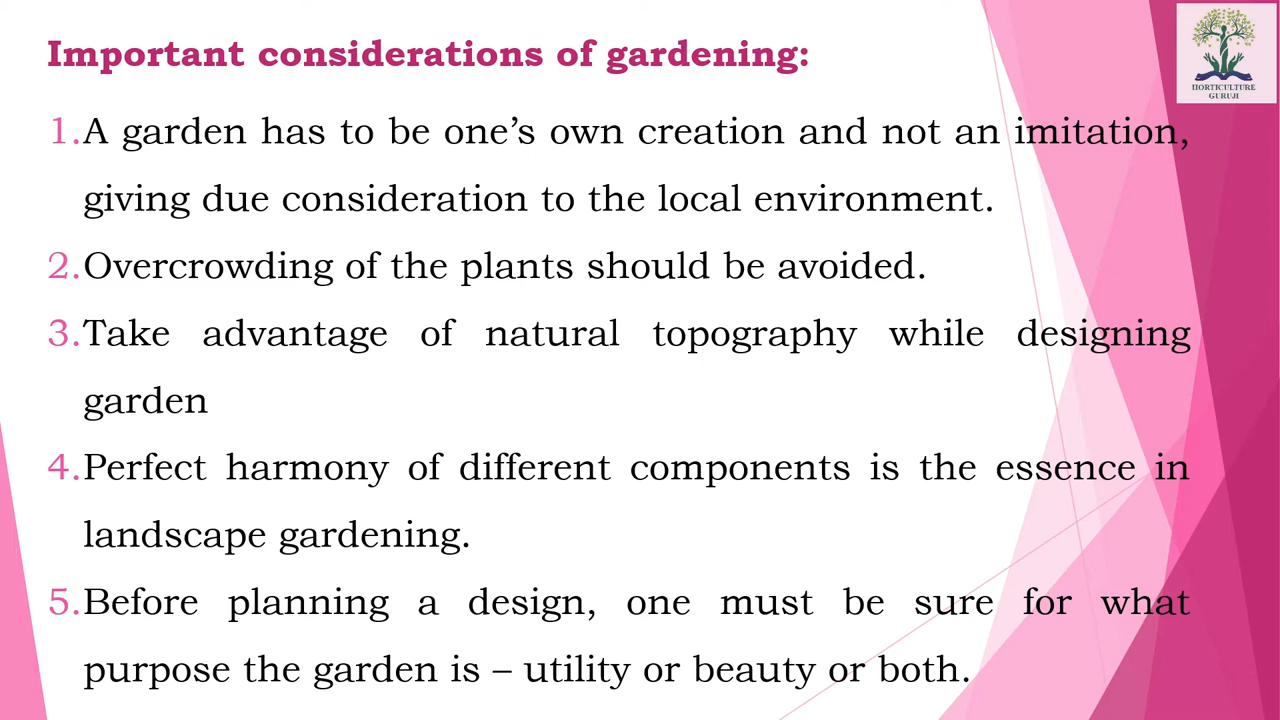 Important considerations of gardening:
HORTICULTURE
GURUJI
1.A garden has to be one’s own creation and not an imitation,
giving due consideration to the local environment.
2.Overcrowding of the plants should be avoided.
3.Take advantage of natural topography while designing
garden
4.Perfect harmony of different components is the essence in
landscape gardening.
5.Before planning a design, one must be sure for what
purpose the garden is – utility or beauty or both.